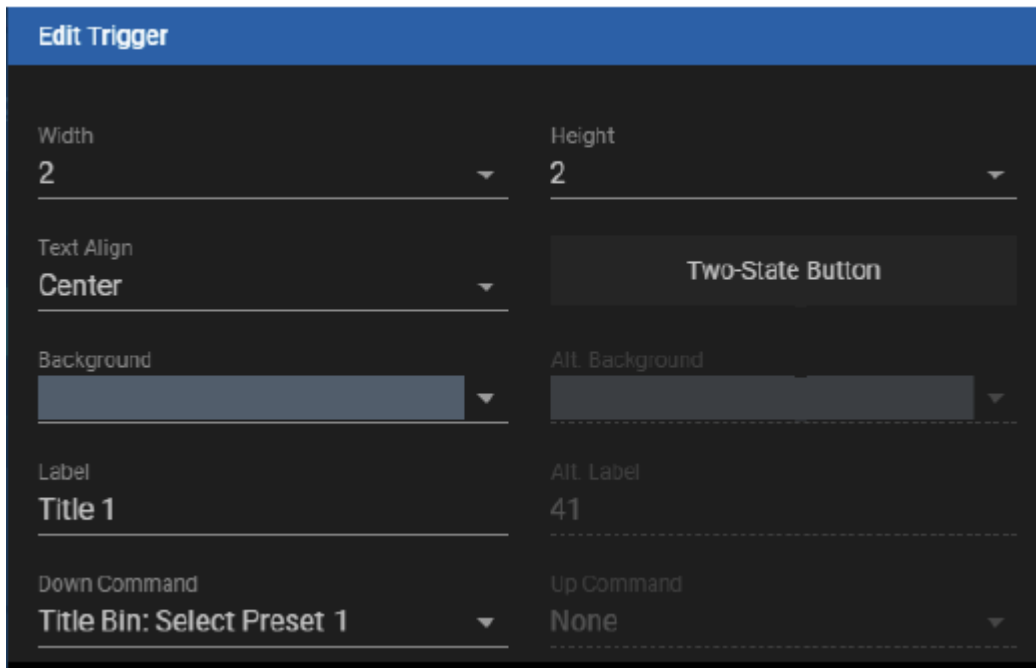 Edit Trigger
Width
Height
2
2
Text Align
Center
Two-State Button
Background
Alt. Background
Label
Alt. Label
Title 1
41
Down Command
Up Command
Title Bin: Select Preset 1
None